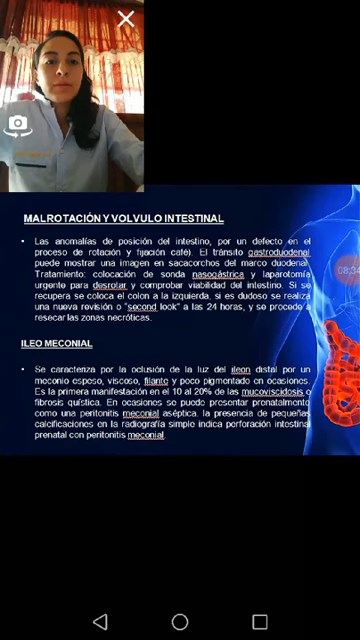 MALROTACIÓN Y VOLVULO INTESTINAL
• Las anomalías de posición del intestino, por un defecto en el
proceso de rotación y fijación café). El tránsito gastroduodenal
puede mostrar una imagen en sacacorchos del marco duodenal.
Tratamiento: colocación de sonda nasogástrica y laparotomía
urgente para desrotar y comprobar viabilidad del intestino. Si se
recupera se coloca el colon a la izquierda, si es dudoso se realiza
una nueva revisión o "second look" a las 24 horas, y se procede a
resecar las zonas necróticas.
08:34
ILEO MECONIAL
• Se caracteriza por la oclusión de la luz del ileon distal por un
meconio espeso, viscoso, filante y poco pigmentado en ocasiones.
Es la primera manifestación en el 10 al 20% de las mucoviscidosis o
fibrosis quística. En ocasiones se puedo presentar prenatalmente
como una peritonitis meconial aséptica. la presencia de pequeñas
calcificaciones en la radiografía simple indica perforación intestinal
prenatal con peritonitis meconial.